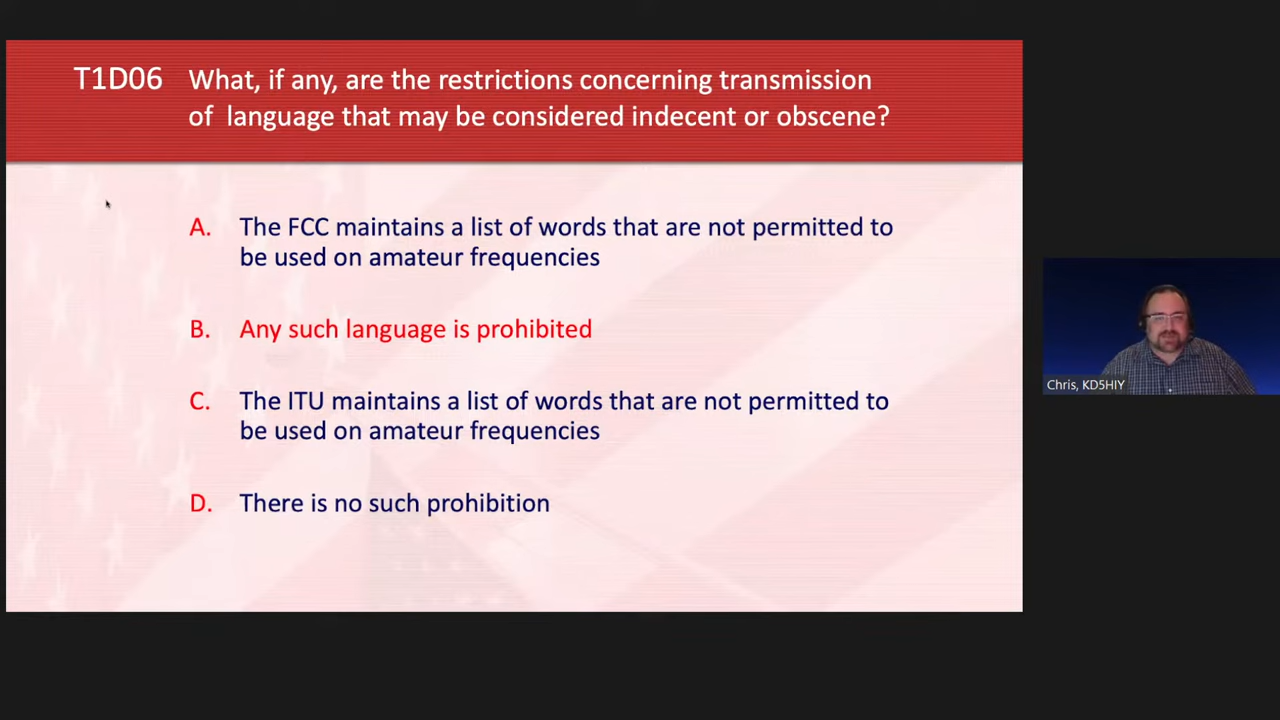 T1D06 What, if any, are the restrictions concerning transmission
of language that may be considered indecent or obscene?
A. The FCC maintains a list of words that are not permitted to
be used on amateur frequencies
B. Any such language is prohibited
C. The ITU maintains a list of words that are not permitted to
be used on amateur frequencies
D. There is no such prohibition
Chris, KD5HIY